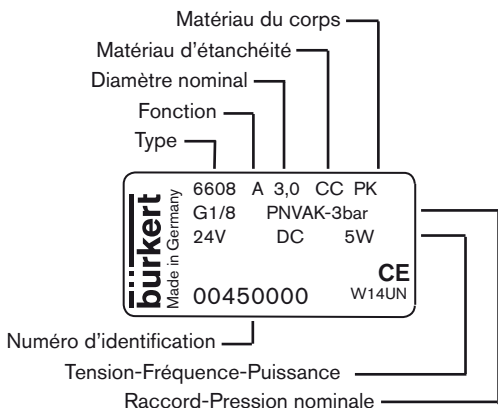 Matériau du corps
Matériau d'étanchéité
Diamètre nominal
Fonction
Type
bürkert
Made in Germany
6608 A 3,0 CC PK
G1/8 PNVAK-3bar
24V DC 5W
CE
00450000 W14UN
Numéro d'identification
Tension-Fréquence-Puissance
Raccord-Pression nominale